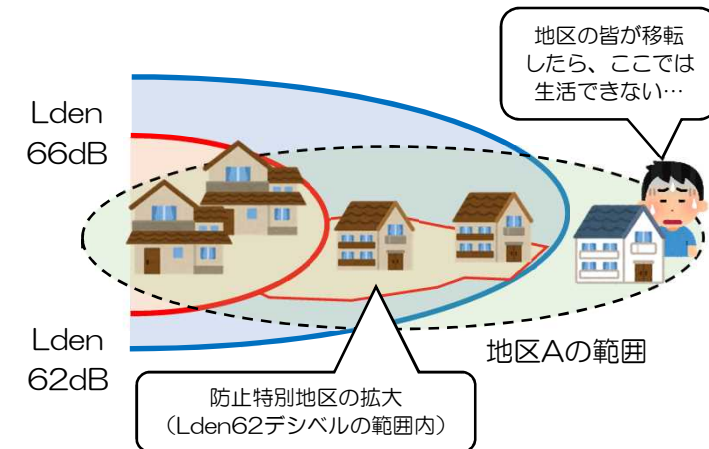 地区の皆が移転
したら、ここでは
生活できない…
Lden
66dB
Lden
62dB
地区Aの範囲
防止特別地区の拡大
（Lden62デシベルの範囲内）